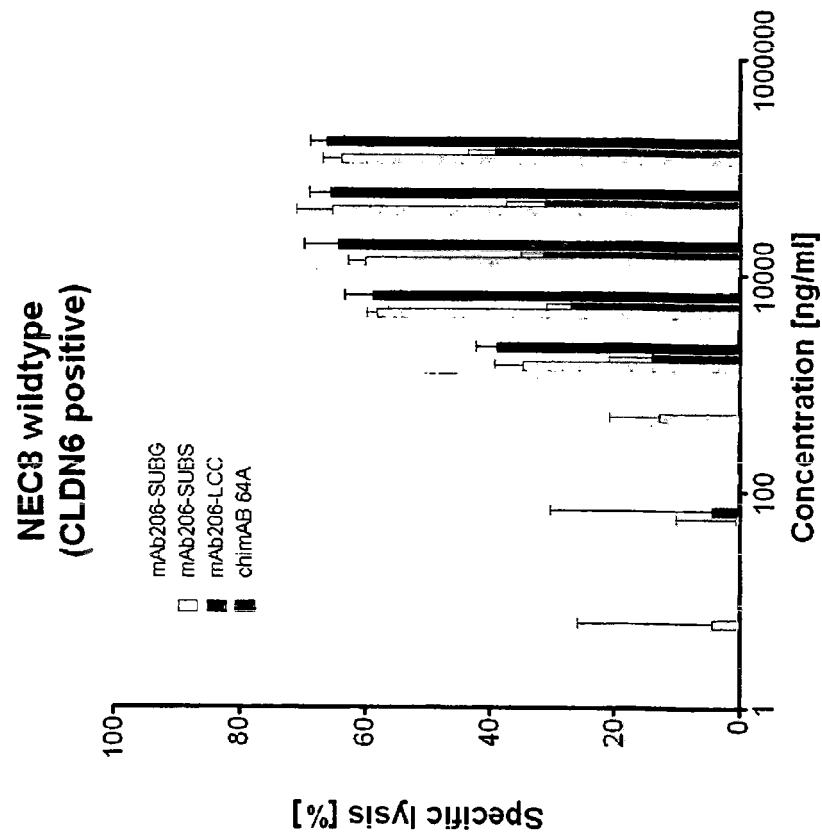 NEC8 wildtype
(CLDN6 positive)
mAb206-SUBG
mAb206-SUBS
mAb206-LCC
chimAB 64A
Specific lysis [%]
100
80
60
40
20
0
1
100
10000
1000000
Concentration [ng/ml]